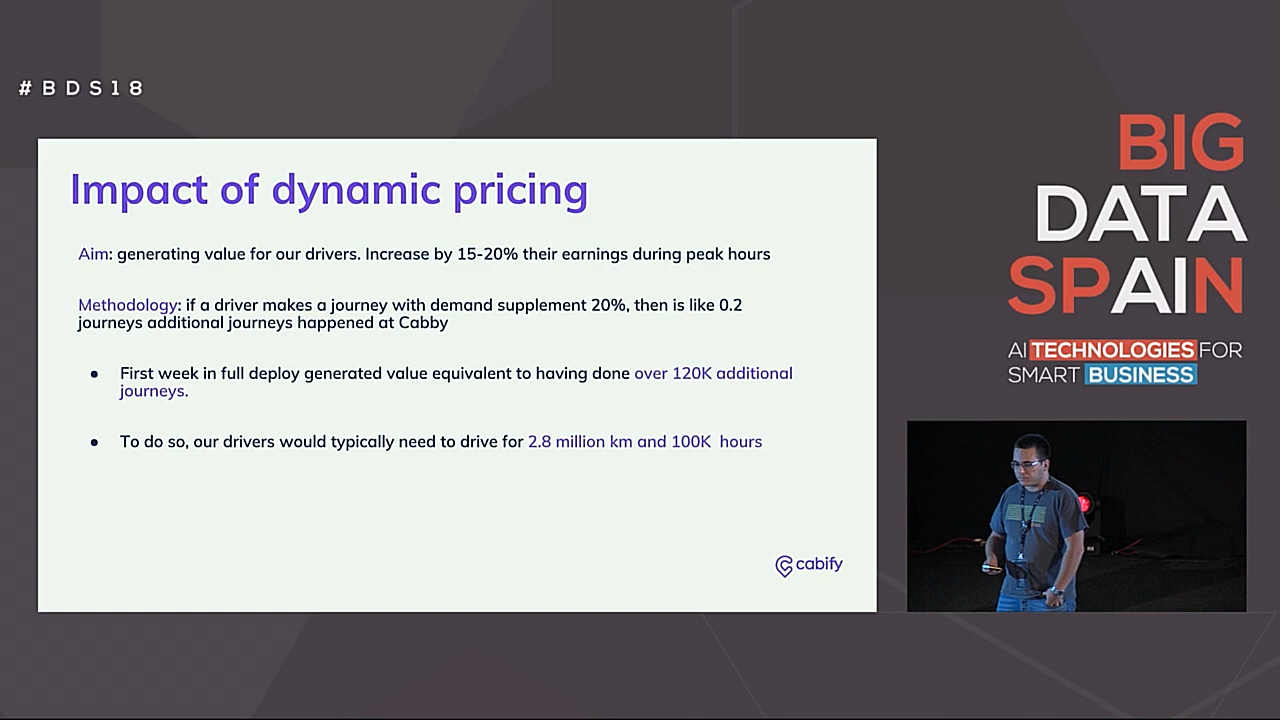 #BDS18
Impact of dynamic pricing
Aim: generating value for our drivers. Increase by 15-20% their earnings during peak hours
Methodology: if a driver makes a journey with demand supplement 20%, then is like 0.2
journeys additional journeys happened at Cabby
● First week in full deploy generated value equivalent to having done over 120K additional
journeys.
● To do so, our drivers would typically need to drive for 2.8 million km and 100K hours
cabify
BIG
DATA
SPAIN
AI TECHNOLOGIES FOR
SMART BUSINESS